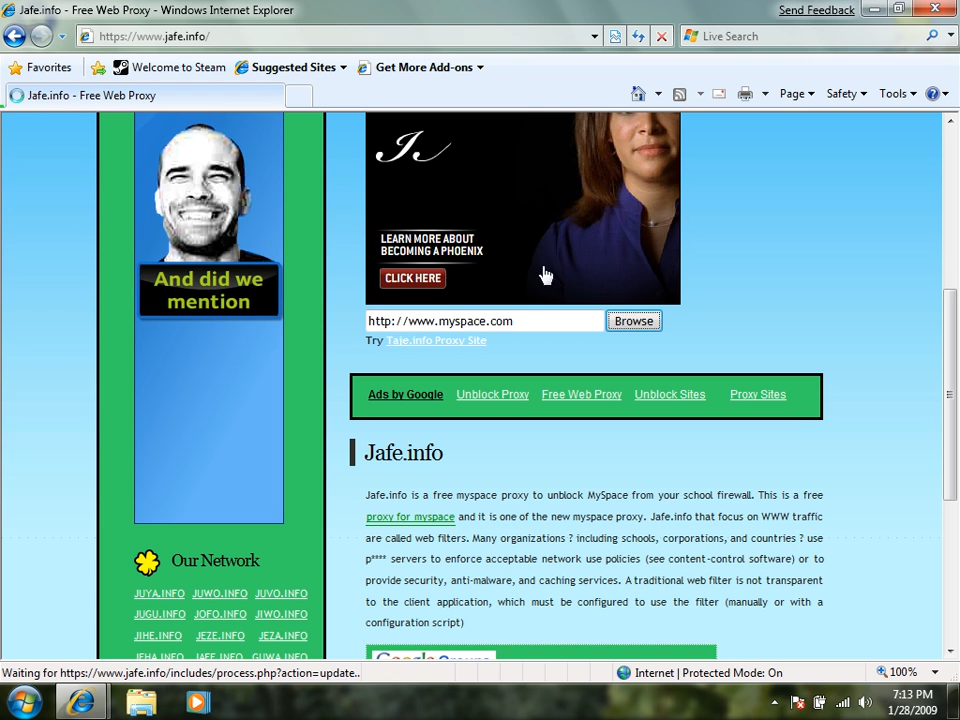 Jafe.info - Free Web Proxy - Windows Internet Explorer
Send Feedback
https://www.jafe.info/
Live Search
Favorites
Welcome to Steam
Suggested Sites
Get More Add-ons
Jafe.info - Free Web Proxy
Page
Safety
Tools
And did we
mention
LEARN MORE ABOUT
BECOMING A PHOENIX
CLICK HERE
http://www.myspace.com
Browse
Try Taje.info Proxy Site
Ads by Google Unblock Proxy Free Web Proxy Unblock Sites Proxy Sites
Jafe.info
Jafe.info is a free myspace proxy to unblock MySpace from your school firewall. This is a free
proxy for myspace and it is one of the new myspace proxy. Jafe.info that focus on WWW traffic
are called web filters. Many organizations ? including schools, corporations, and countries ? use
p**** servers to enforce acceptable network use policies (see content-control software) or to
provide security, anti-malware, and caching services. A traditional web filter is not transparent
to the client application, which must be configured to use the filter (manually or with a
configuration script)
Our Network
JUYA.INFO JUWO.INFO JUVO.INFO
JUGU.INFO JOFO.INFO JIWO.INFO
JIHE.INFO JEZE.INFO JEZA.INFO
JEHA.INFO JAFE.INFO GUWA.INFO
Google Groups
Waiting for https://www.jafe.info/includes/process.php?action=update..
Internet | Protected Mode: On
100%
7:13 PM
1/28/2009